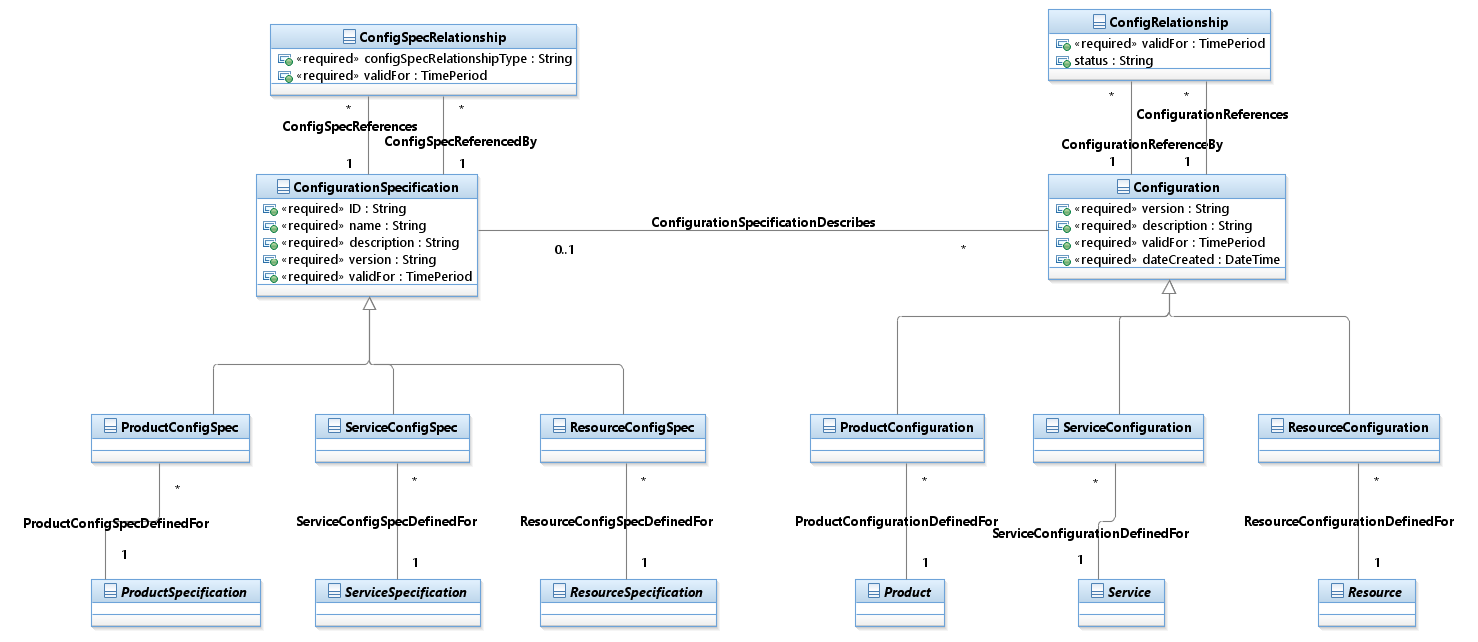 ConfigSpecRelationship
«required» configSpecRelationshipType : String
«required» validFor : TimePeriod
ConfigRelationship
«required» validFor : TimePeriod
status : String
*
*
ConfigSpecReferences
ConfigSpecReferencedBy
1
1
*
*
ConfigurationReferences
ConfigurationReferenceBy
1
1
ConfigurationSpecification
«required» ID : String
«required» name : String
«required» description : String
«required» version : String
«required» validFor : TimePeriod
ConfigurationSpecificationDescribes
0..1
*
Configuration
«required» version : String
«required» description : String
«required» validFor : TimePeriod
«required» dateCreated : DateTime
ProductConfigSpec
ServiceConfigSpec
ResourceConfigSpec
ProductConfiguration
ServiceConfiguration
ResourceConfiguration
*
*
*
*
*
*
ProductConfigSpecDefinedFor
ServiceConfigSpecDefinedFor
ResourceConfigSpecDefinedFor
ProductConfigurationDefinedFor
ServiceConfigurationDefinedFor
ResourceConfigurationDefinedFor
1
1
1
1
1
1
ProductSpecification
ServiceSpecification
ResourceSpecification
Product
Service
Resource